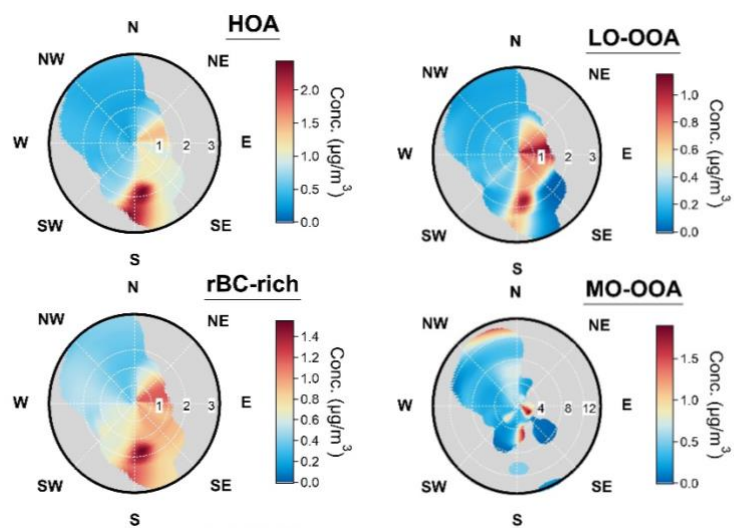 HOA
N
NW
NE
W
E
1
2
3
SW
SE
S
2.0
1.5
1.0
0.5
0.0
Conc. (μg/m³)
LO-OOA
N
NW
NE
W
E
1
2
3
SW
SE
S
1.0
0.8
0.6
0.4
0.2
0.0
Conc. (μg/m³)
rBC-rich
N
NW
NE
W
E
1
2
3
SW
SE
S
1.4
1.2
1.0
0.8
0.6
0.4
0.2
0.0
Conc. (μg/m³)
MO-OOA
N
NW
NE
W
E
4
8
12
SW
SE
S
1.5
1.0
0.5
0.0
Conc. (μg/m³)